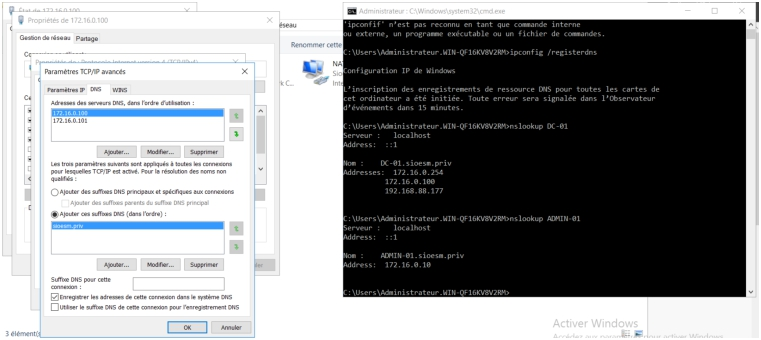 État de 172.16.0.100
Propriétés de 172.16.0.100
Gestion de réseau
Partage
Paramètres TCP/IP avancés
Paramètres IP
DNS
WINS
Adresses des serveurs DNS, dans l'ordre d'utilisation :
172.16.0.100
172.16.0.101
Ajouter...
Modifier...
Supprimer
Les trois paramètres suivants sont appliqués à toutes les connexions
pour lesquelles TCP/IP est activé. Pour la résolution des noms non
qualifiés :
Ajouter des suffixes DNS principaux et spécifiques aux connexions
Ajouter des suffixes parents du suffixe DNS principal
Ajouter ces suffixes DNS (dans l'ordre) :
sioesm.priv
Ajouter...
Modifier...
Supprimer
Suffixe DNS pour cette
connexion :
Enregistrer les adresses de cette connexion dans le système DNS
Utiliser le suffixe DNS de cette connexion pour l'enregistrement DNS
OK
Annuler
3 élément(s
éseau
Renommer cette
NA
Inte
k C...
Administrateur : C:\Windows\system32\cmd.exe
'ipconfif' n'est pas reconnu en tant que commande interne
ou externe, un programme exécutable ou un fichier de commandes.
C:\Users\Administrateur.WIN-QF16KV8V2RM>ipconfig /registerdns
Configuration IP de Windows
L'inscription des enregistrements de ressource DNS pour toutes les cartes de
cet ordinateur a été initiée. Toute erreur sera signalée dans l'Observateur
d'événements dans 15 minutes.
C:\Users\Administrateur.WIN-QF16KV8V2RM>nslookup DC-01
Serveur : localhost
Address: ::1
Nom : DC-01.sioesm.priv
Addresses: 172.16.0.254
172.16.0.100
192.168.88.177
C:\Users\Administrateur.WIN-QF16KV8V2RM>nslookup ADMIN-01
Serveur : localhost
Address: ::1
Nom : ADMIN-01.sioesm.priv
Address: 172.16.0.10
C:\Users\Administrateur.WIN-QF16KV8V2RM>
Activer Windows